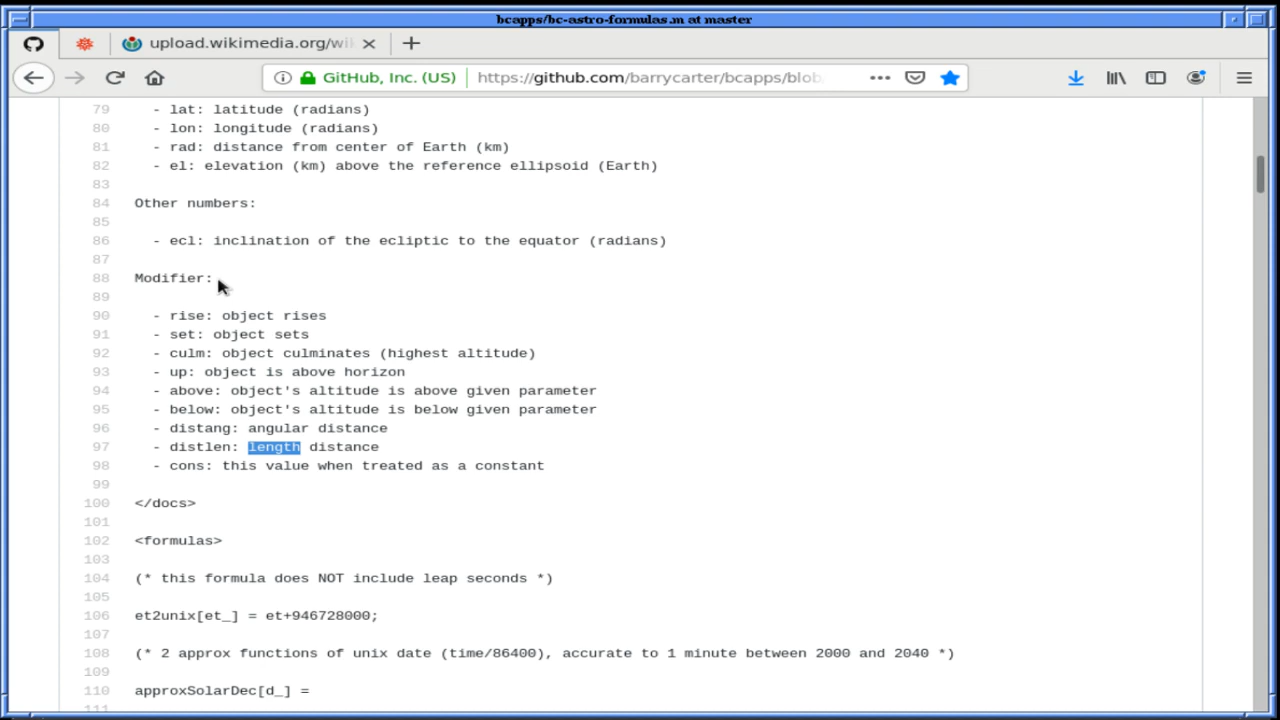 bcapps/bc-astro-formulas.m at master
upload.wikimedia.org/wi
GitHub, Inc. (US) https://github.com/barrycarter/bcapps/blob
79 - lat: latitude (radians)
80 - lon: longitude (radians)
81 - rad: distance from center of Earth (km)
82 - el: elevation (km) above the reference ellipsoid (Earth)
83
84 Other numbers:
85
86 - ecl: inclination of the ecliptic to the equator (radians)
87
88 Modifier:
89
90 - rise: object rises
91 - set: object sets
92 - culm: object culminates (highest altitude)
93 - up: object is above horizon
94 - above: object's altitude is above given parameter
95 - below: object's altitude is below given parameter
96 - distang: angular distance
97 - distlen: length distance
98 - cons: this value when treated as a constant
99
100 </docs>
101
102 <formulas>
103
104 (* this formula does NOT include leap seconds *)
105
106 et2unix[et_] = et+946728000;
107
108 (* 2 approx functions of unix date (time/86400), accurate to 1 minute between 2000 and 2040 *)
109
110 approxSolarDec[d_] =
111